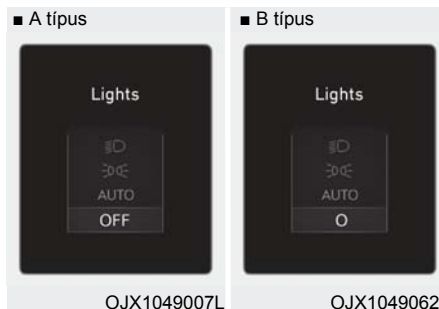 ■ A típus
■ B típus
Lights
AUTO
OFF
OJX1049007L
Lights
AUTO
O
OJX1049062